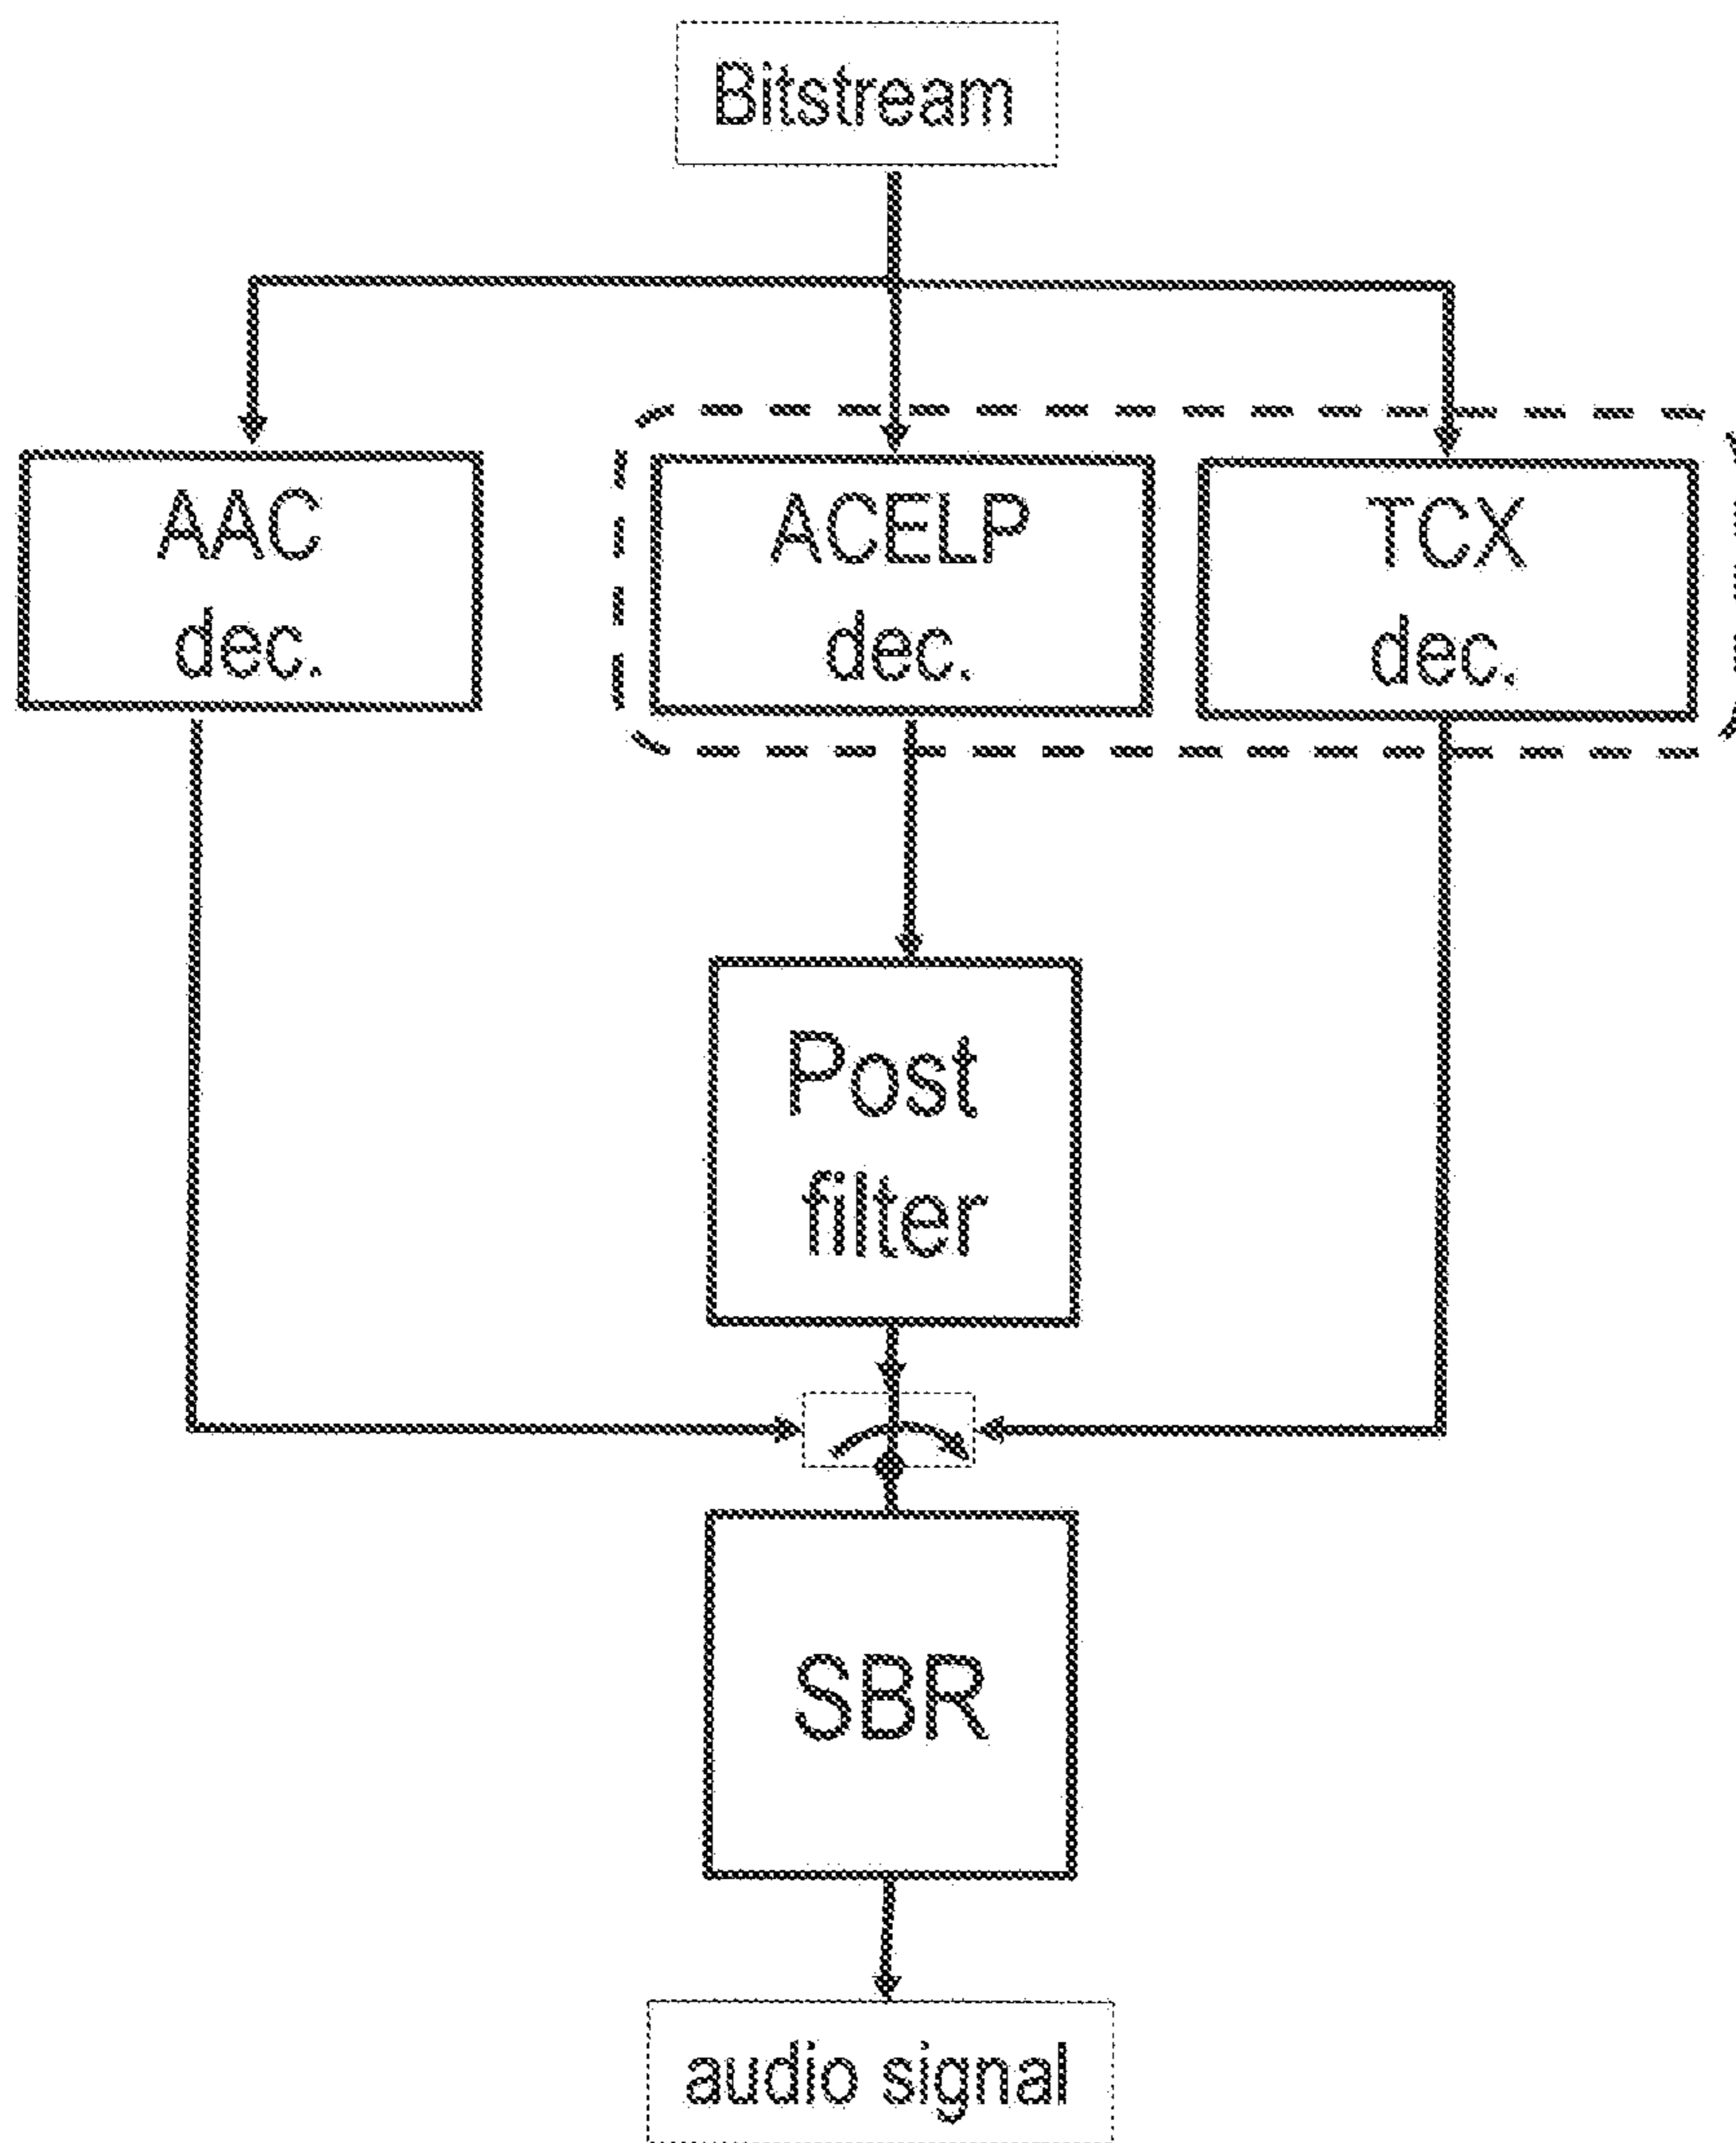 Bitstream
AAC
dec.
ACELP
dec.
TCX
dec.
Post
filter
SBR
audio signal